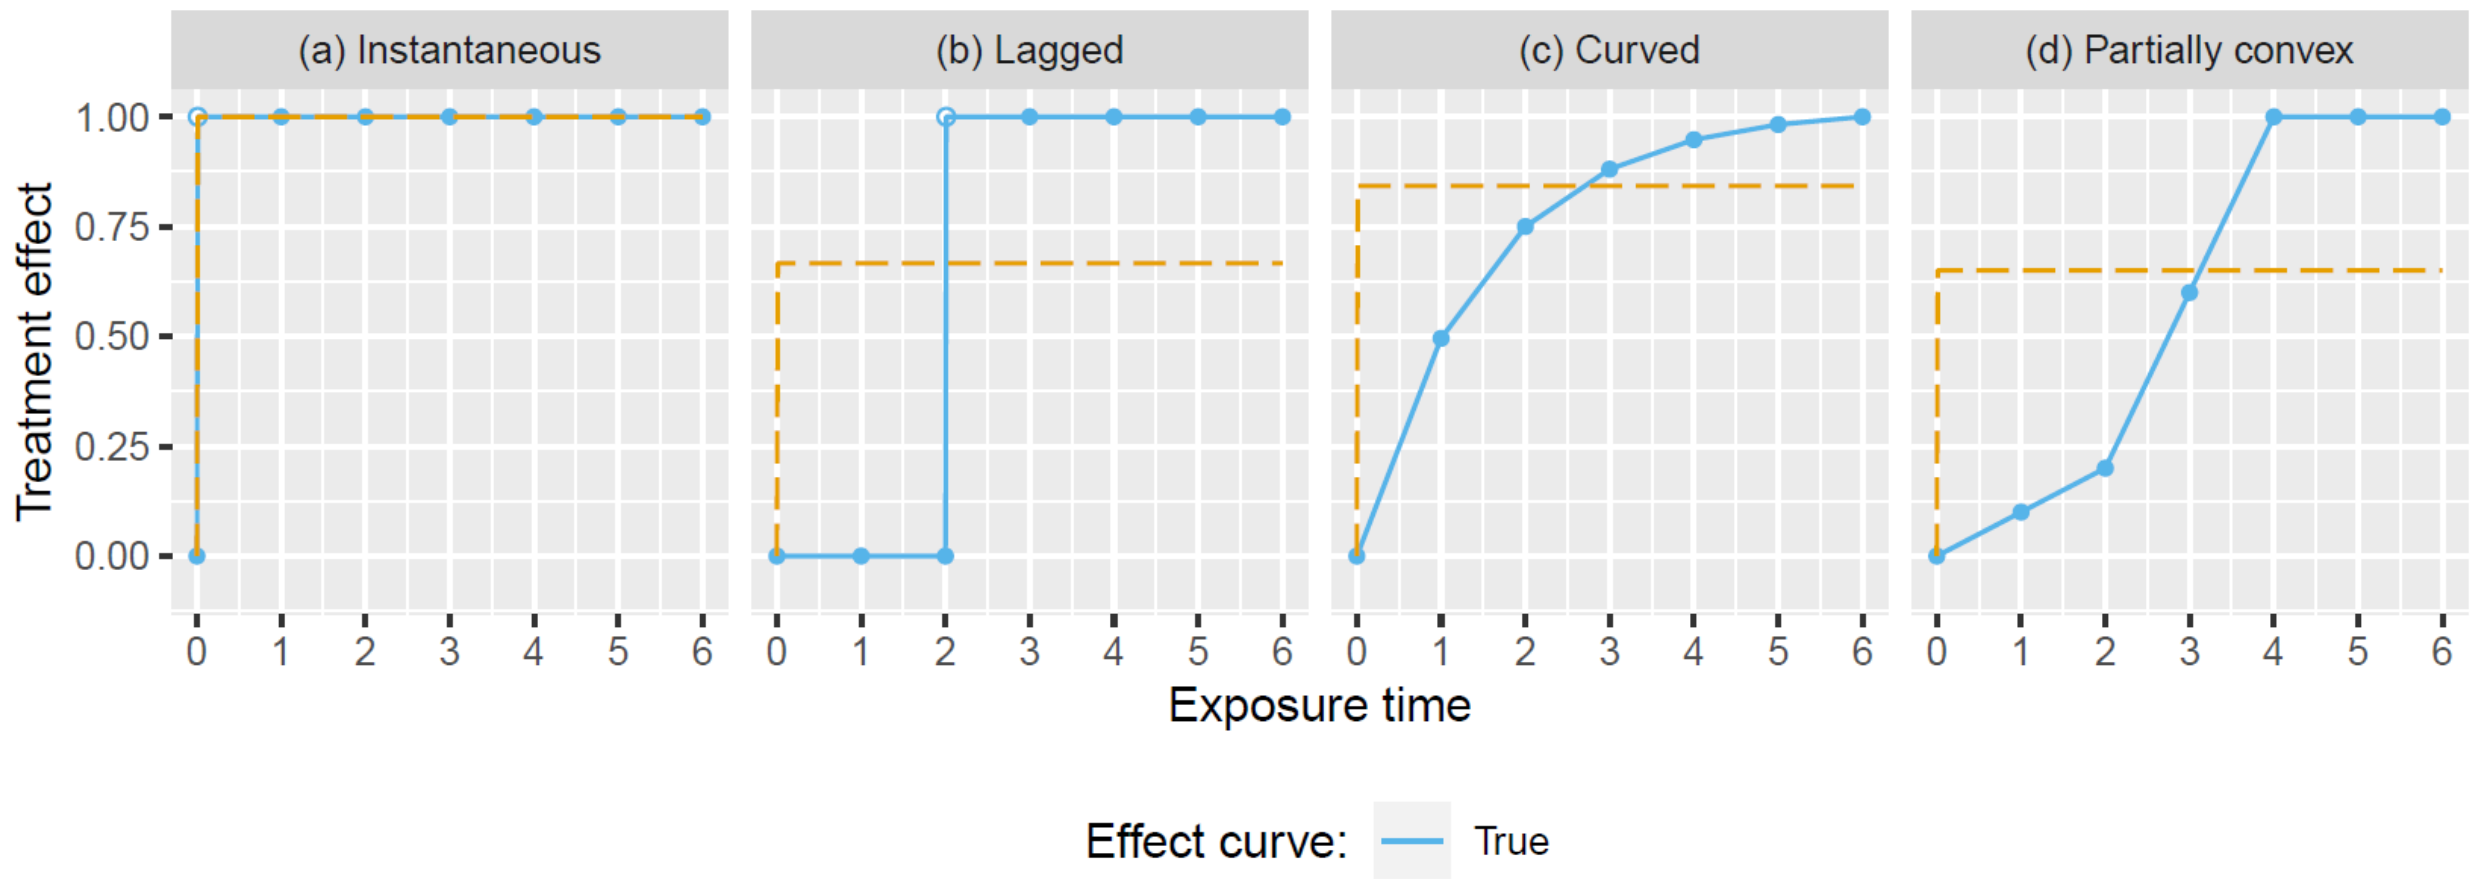 (a) Instantaneous (b) Lagged (c) Curved (d) Partially convex
1.00
0.75
0.50
0.25
0.00
Treatment effect
0 1 2 3 4 5 6 0 1 2 3 4 5 6 0 1 2 3 4 5 6 0 1 2 3 4 5 6
Exposure time
Effect curve: True